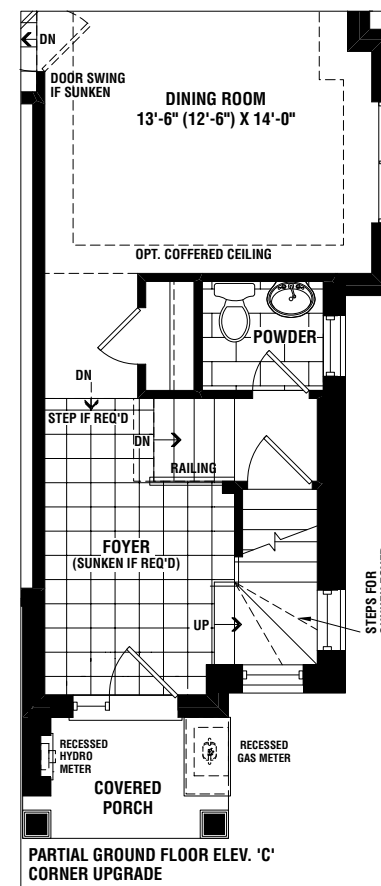 DN
DOOR SWING
IF SUNKEN
DINING ROOM
13'-6" (12'-6") X 14'-0"
OPT. COFFERED CEILING
POWDER
DN
STEP IF REQ'D
DN
RAILING
FOYER
(SUNKEN IF REQ'D)
UP
STEPS FOR
RECESSED
HYDRO
METER
RECESSED
GAS METER
COVERED
PORCH
PARTIAL GROUND FLOOR ELEV. 'C'
CORNER UPGRADE